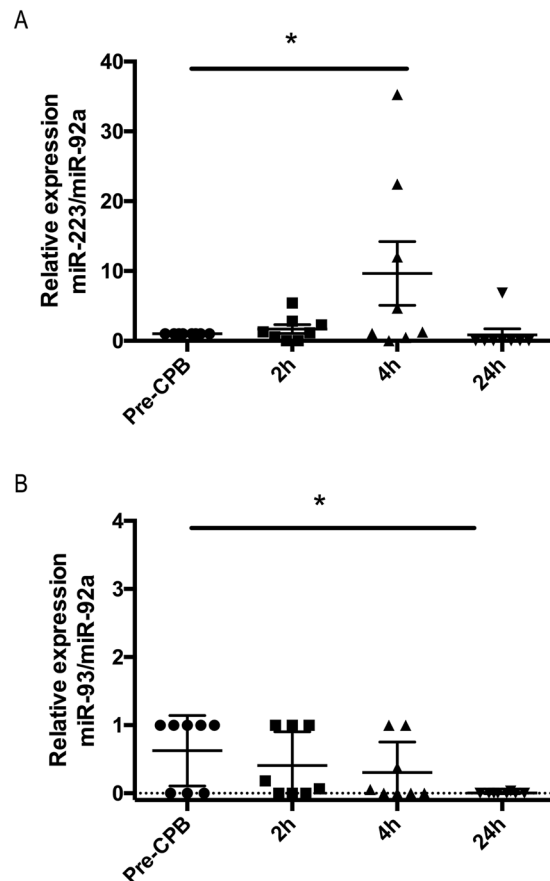 A
*
40
30
20
10
0
Relative expression
miR-223/miR-92a
Pre-CPB
2h
4h
24h
B
*
4
3
2
1
0
Relative expression
miR-93/miR-92a
Pre-CPB
2h
4h
24h